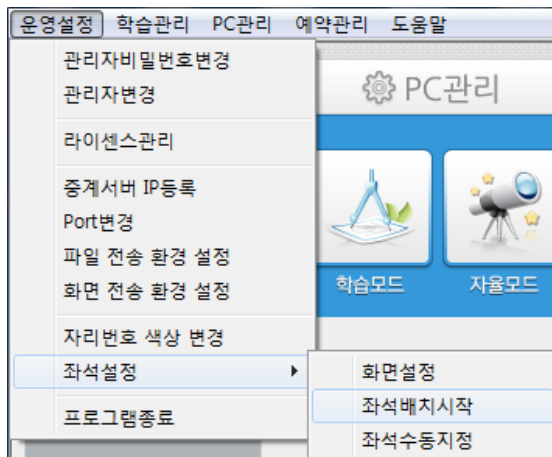 운영설정 학습관리 PC관리 예약관리 도움말
관리자비밀번호변경
관리자변경
라이센스관리
중계서버 IP등록
Port변경
파일 전송 환경 설정
화면 전송 환경 설정
자리번호 색상 변경
좌석설정
프로그램종료
화면설정
좌석배치시작
좌석수동지정
PC관리
학습모드
자율모드